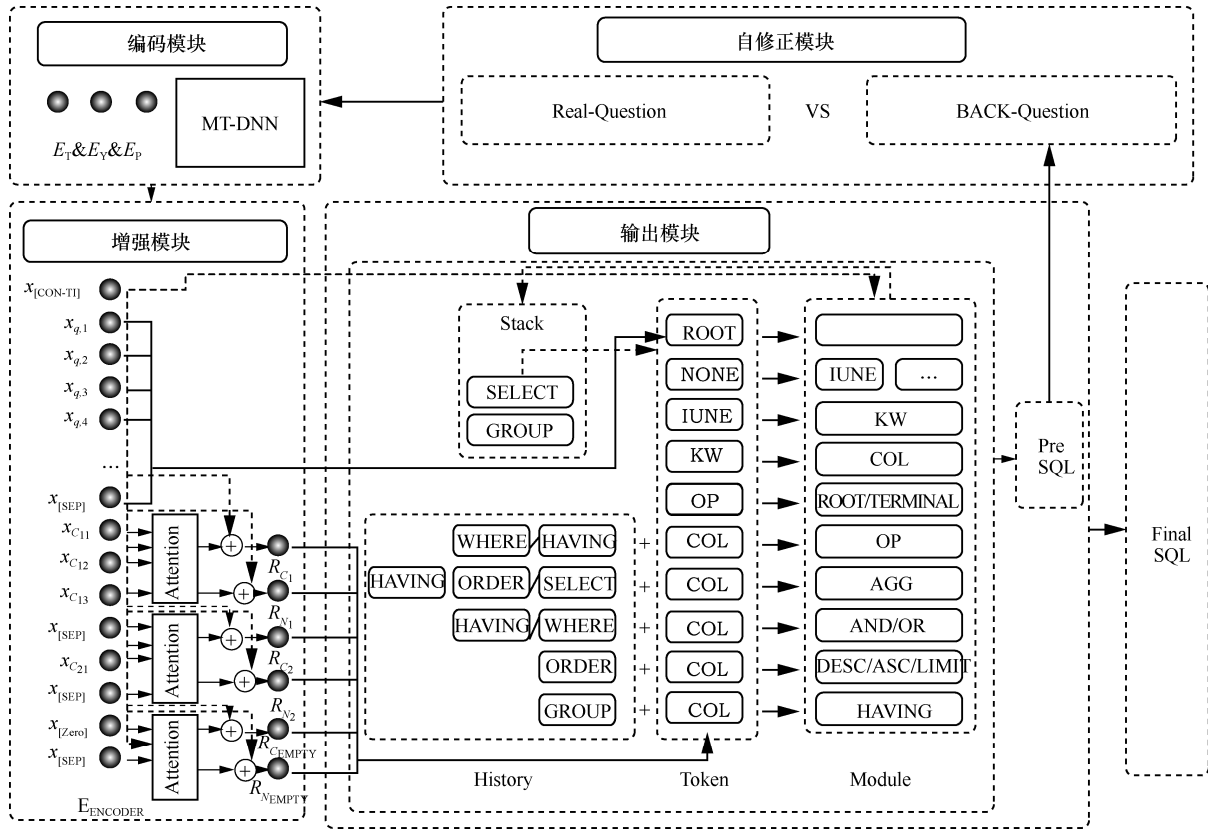 编码模块
E_T&E_Y&E_P
MT-DNN
自修正模块
Real-Question
VS
BACK-Question
增强模块
x_[CON-TI]
x_q,1
x_q,2
x_q,3
x_q,4
...
x_[SEP]
x_C11
x_C12
x_C13
x_[SEP]
x_C21
x_[SEP]
x_[Zero]
x_[SEP]
E_ENCODER
Attention
Attention
Attention
+
+
+
+
+
+
R_C1
R_N1
R_C2
R_N2
R_CEMPTY
R_NEMPTY
输出模块
Stack
SELECT
GROUP
ROOT
NONE
IUNE
...
IUNE
KW
KW
COL
OP
ROOT/TERMINAL
WHERE/HAVING + COL
OP
HAVING ORDER/SELECT + COL
AGG
HAVING/WHERE + COL
AND/OR
ORDER + COL
DESC/ASC/LIMIT
GROUP + COL
HAVING
History
Token
Module
Pre
SQL
Final
SQL